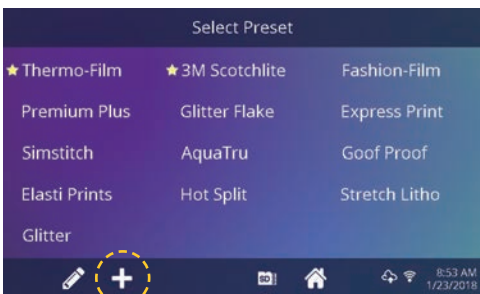 Select Preset
Thermo-Film 3M Scotchlite Fashion-Film
Premium Plus Glitter Flake Express Print
Simstitch AquaTru Goof Proof
Elasti Prints Hot Split Stretch Litho
Glitter
SD 8:53 AM
1/23/2018